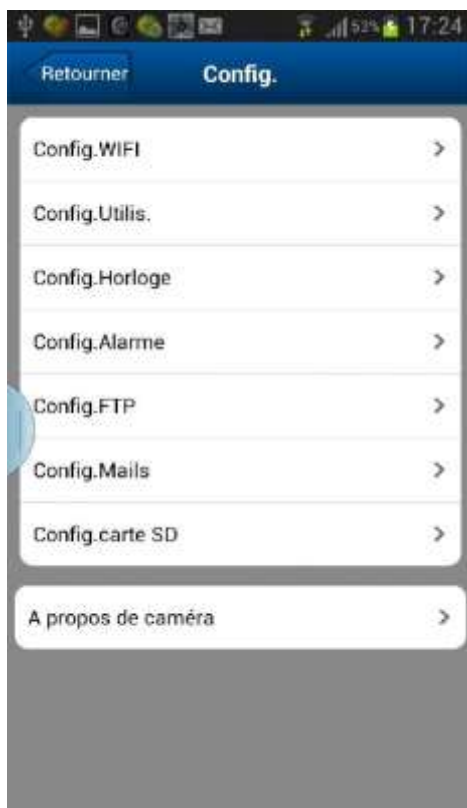 52% 17:24
Retourner Config.
Config.WIFI
Config.Utilis.
Config.Horloge
Config.Alarme
Config.FTP
Config.Mails
Config.carte SD
A propos de caméra